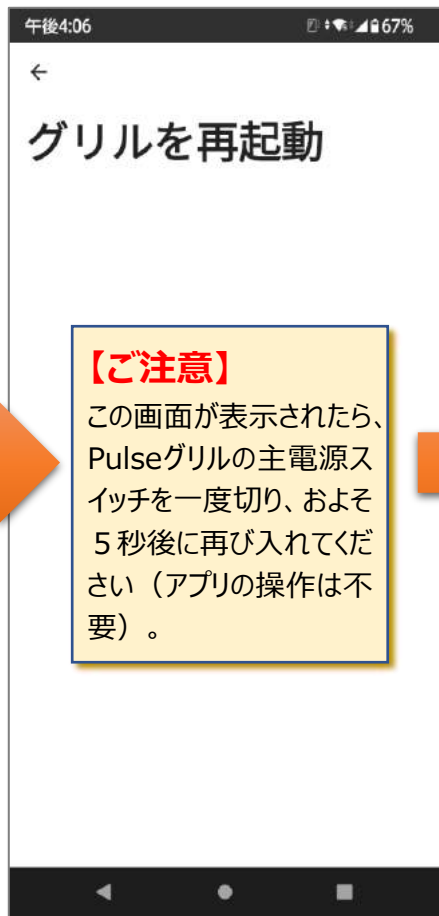 午後4:06
67%
グリルを再起動
【ご注意】
この画面が表示されたら、
Pulseグリルの主電源ス
イッチを一度切り、およそ
５秒後に再び入れてくだ
さい（アプリの操作は不
要）。